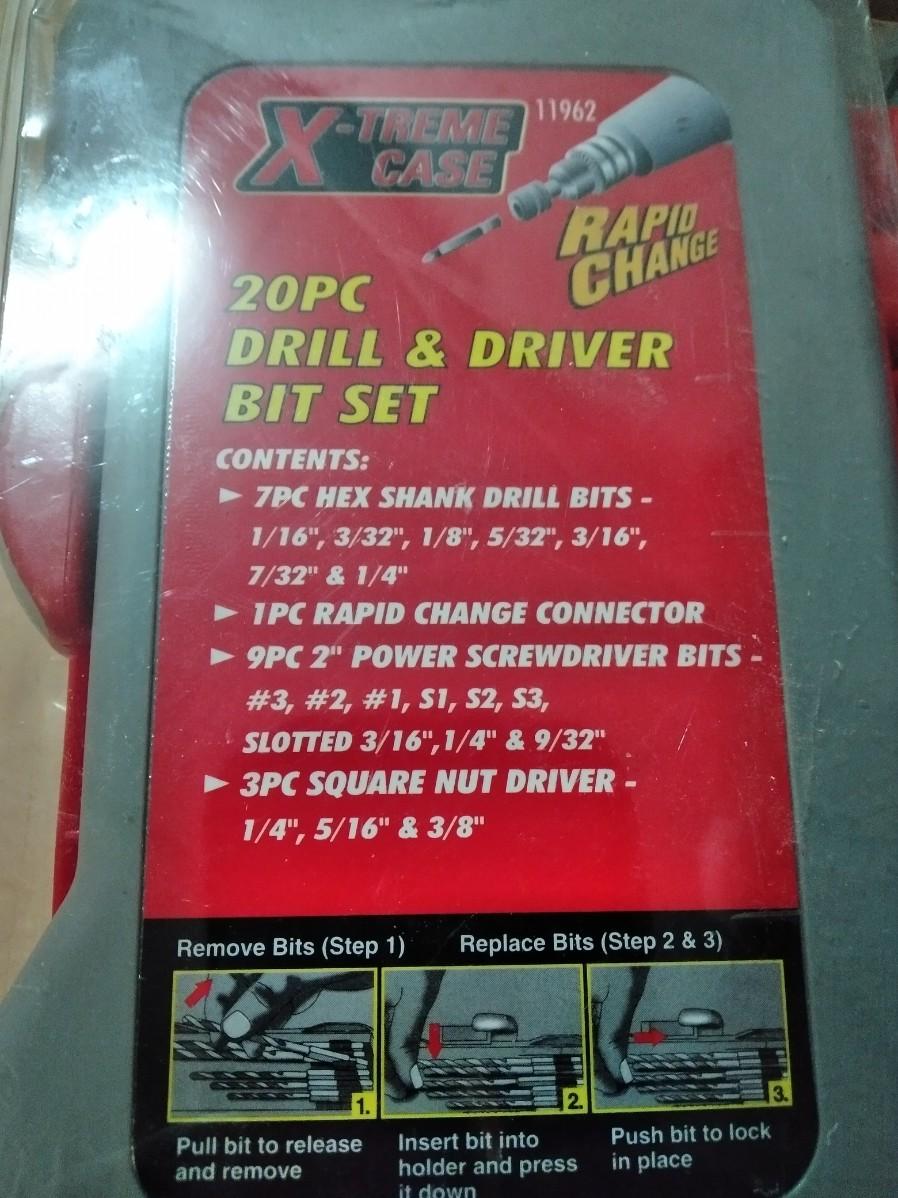 X-TREME
CASE
11962
RAPID
CHANGE
20PC
DRILL & DRIVER
BIT SET
CONTENTS:
► 7PC HEX SHANK DRILL BITS -
1/16", 3/32", 1/8", 5/32", 3/16",
7/32" & 1/4"
► 1PC RAPID CHANGE CONNECTOR
► 9PC 2" POWER SCREWDRIVER BITS -
#3, #2, #1, S1, S2, S3,
SLOTTED 3/16",1/4" & 9/32"
► 3PC SQUARE NUT DRIVER -
1/4", 5/16" & 3/8"
Remove Bits (Step 1)
Replace Bits (Step 2 & 3)
1.
2.
3.
Pull bit to release
and remove
Insert bit into
holder and press
it down
Push bit to lock
in place